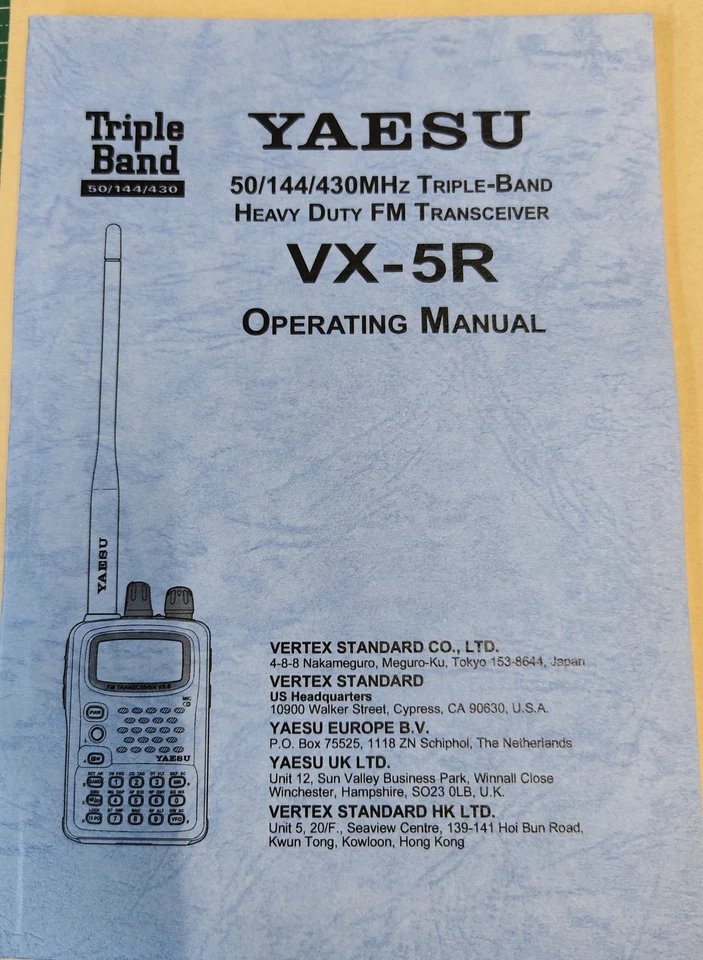 Triple
Band
50/144/430
YAESU
50/144/430MHz Triple-Band
Heavy Duty FM Transceiver
VX-5R
Operating Manual
YAESU
FM TRANSCEIVER VX-5
YAESU
VERTEX STANDARD CO., LTD.
4-8-8 Nakameguro, Meguro-Ku, Tokyo 153-8644, Japan
VERTEX STANDARD
US Headquarters
10900 Walker Street, Cypress, CA 90630, U.S.A.
YAESU EUROPE B.V.
P.O. Box 75525, 1118 ZN Schiphol, The Netherlands
YAESU UK LTD.
Unit 12, Sun Valley Business Park, Winnall Close
Winchester, Hampshire, SO23 0LB, U.K.
VERTEX STANDARD HK LTD.
Unit 5, 20/F., Seaview Centre, 139-141 Hoi Bun Road,
Kwun Tong, Kowloon, Hong Kong